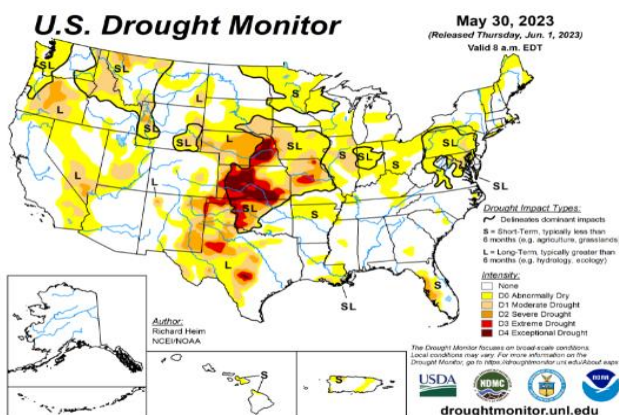 U.S. Drought Monitor
May 30, 2023
(Released Thursday, Jun. 1, 2023)
Valid 8 a.m. EDT
SL
SL
L
L
SL
SL
L
SL
S
SL
S
SL
SL
S
SL
L
S
SL
S
S
Drought Impact Types:
Delineates dominant impacts
S = Short-Term, typically less than
6 months (e.g. agriculture, grasslands)
L = Long-Term, typically greater than
6 months (e.g. hydrology, ecology)
Intensity:
None
D0 Abnormally Dry
D1 Moderate Drought
D2 Severe Drought
D3 Extreme Drought
D4 Exceptional Drought
Author:
Richard Heim
NCEI/NOAA
The Drought Monitor focuses on broad-scale conditions.
Local conditions may vary. For more information on the
Drought Monitor, go to https://droughtmonitor.unl.edu/About.aspx
USDA
NDMC
NOAA
droughtmonitor.unl.edu